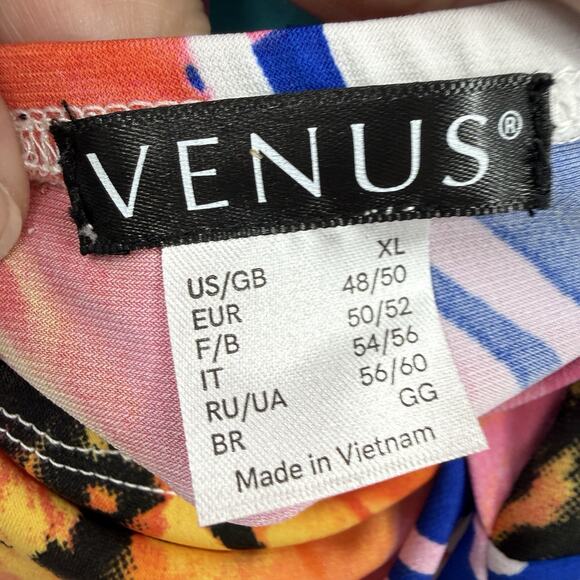 VENUS®
US/GB XL
EUR 48/50
F/B 50/52
IT 54/56
RU/UA 56/60
BR GG
Made in Vietnam